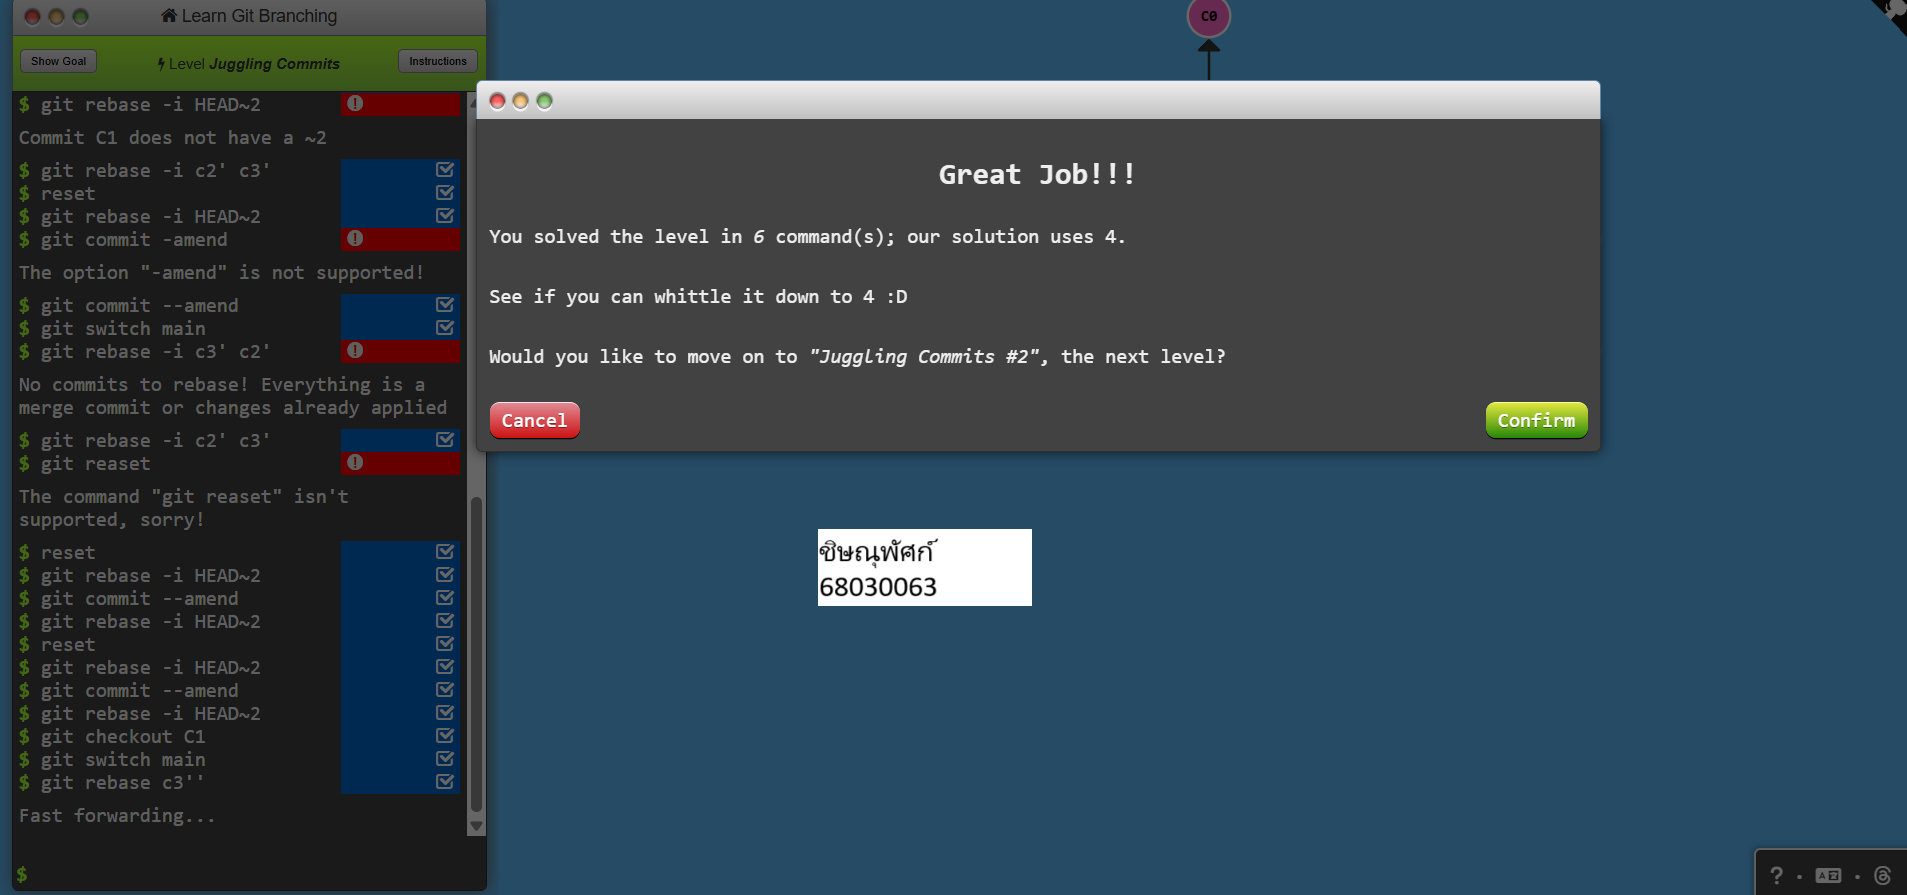 Learn Git Branching
Show Goal
Level Juggling Commits
Instructions
$ git rebase -i HEAD~2
Commit C1 does not have a ~2
$ git rebase -i c2' c3'
$ reset
$ git rebase -i HEAD~2
$ git commit -amend
The option "-amend" is not supported!
$ git commit --amend
$ git switch main
$ git rebase -i c3' c2'
No commits to rebase! Everything is a
merge commit or changes already applied
$ git rebase -i c2' c3'
$ git reaset
The command "git reaset" isn't
supported, sorry!
$ reset
$ git rebase -i HEAD~2
$ git commit --amend
$ git rebase -i HEAD~2
$ reset
$ git rebase -i HEAD~2
$ git commit --amend
$ git rebase -i HEAD~2
$ git checkout C1
$ git switch main
$ git rebase c3''
Fast forwarding...
$
C0
Great Job!!!
You solved the level in 6 command(s); our solution uses 4.
See if you can whittle it down to 4 :D
Would you like to move on to "Juggling Commits #2", the next level?
Cancel
Confirm
ชิษณุพัศก์
68030063